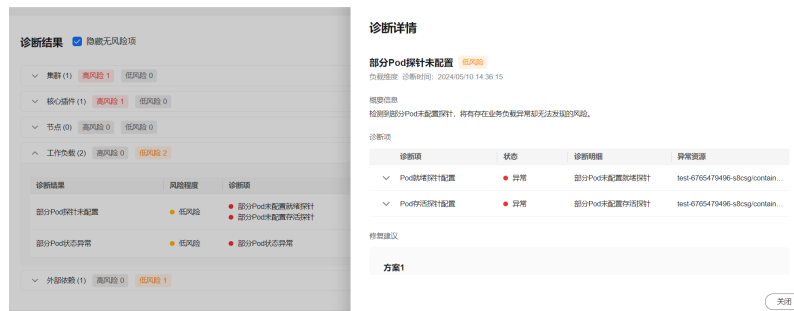 诊断结果 隐藏无风险项
集群 (1) 高风险 1 低风险 0
核心插件 (1) 高风险 1 低风险 0
节点 (0) 高风险 0 低风险 0
工作负载 (2) 高风险 0 低风险 2
诊断结果 风险程度 诊断项
部分Pod探针未配置 低风险 部分Pod未配置就绪探针
部分Pod未配置存活探针
部分Pod状态异常 低风险 部分Pod状态异常
外部依赖 (1) 高风险 0 低风险 1
诊断详情
部分Pod探针未配置 低风险
负载维度 诊断时间：2024/05/10 14:36:15
概要信息
检测到部分Pod未配置探针，将有存在业务负载异常却无法发现的风险。
诊断项
诊断项 状态 诊断明细 异常资源
Pod就绪探针配置 异常 部分Pod未配置就绪探针 test-6765479496-s8csg/contain...
Pod存活探针配置 异常 部分Pod未配置存活探针 test-6765479496-s8csg/contain...
修复建议
方案1
关闭